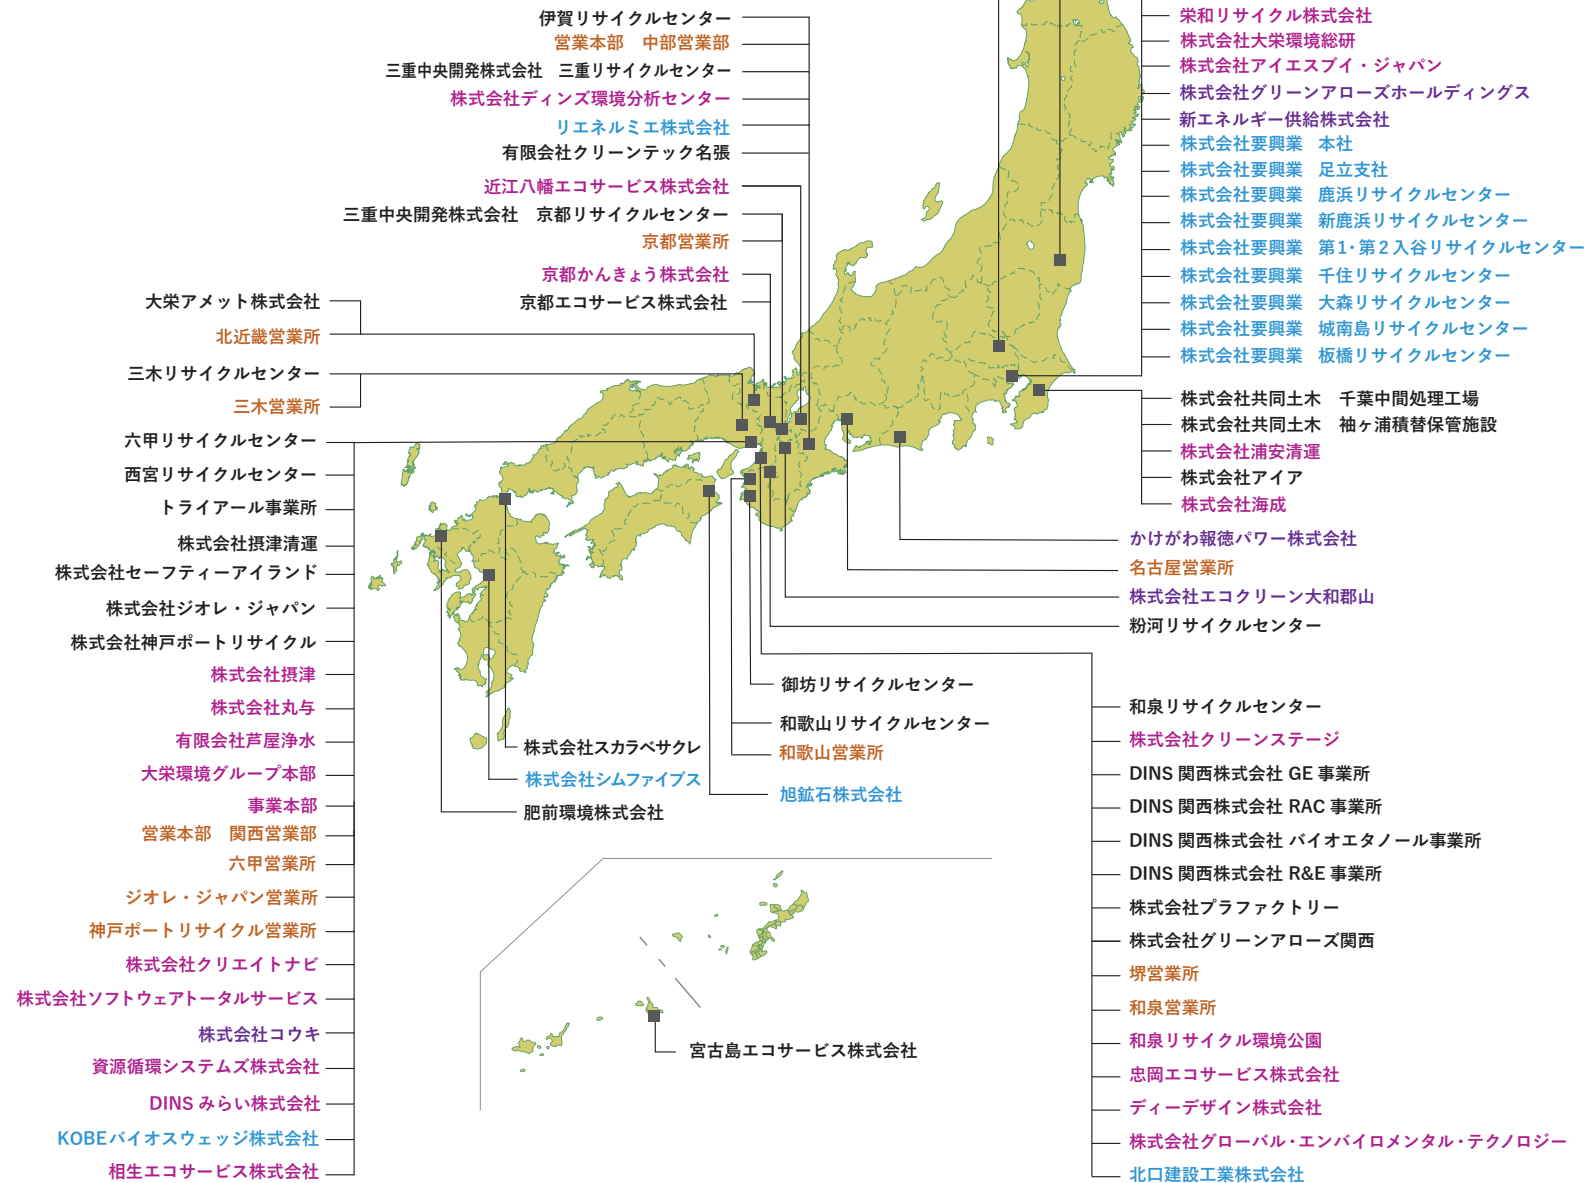 伊賀リサイクルセンター
営業本部　中部営業部
三重中央開発株式会社　三重リサイクルセンター
株式会社ディンズ環境分析センター
リエネルミエ株式会社
有限会社クリーンテック名張
近江八幡エコサービス株式会社
三重中央開発株式会社　京都リサイクルセンター
京都営業所
京都かんきょう株式会社
京都エコサービス株式会社
大栄アメット株式会社
北近畿営業所
三木リサイクルセンター
三木営業所
六甲リサイクルセンター
西宮リサイクルセンター
トライアール事業所
株式会社摂津清運
株式会社セーフティーアイランド
株式会社ジオレ・ジャパン
株式会社神戸ポートリサイクル
株式会社摂津
株式会社丸与
有限会社芦屋浄水
大栄環境グループ本部
事業本部
営業本部　関西営業部
六甲営業所
ジオレ・ジャパン営業所
神戸ポートリサイクル営業所
株式会社クリエイトナビ
株式会社ソフトウェアトータルサービス
株式会社コウキ
資源循環システムズ株式会社
DINS みらい株式会社
KOBEバイオスウェッジ株式会社
相生エコサービス株式会社
株式会社スカラベサクレ
株式会社シムファイブス
肥前環境株式会社
御坊リサイクルセンター
和歌山リサイクルセンター
和歌山営業所
旭鉱石株式会社
宮古島エコサービス株式会社
栄和リサイクル株式会社
株式会社大栄環境総研
株式会社アイエスブイ・ジャパン
株式会社グリーンアローズホールディングス
新エネルギー供給株式会社
株式会社要興業　本社
株式会社要興業　足立支社
株式会社要興業　鹿浜リサイクルセンター
株式会社要興業　新鹿浜リサイクルセンター
株式会社要興業　第1・第2入谷リサイクルセンター
株式会社要興業　千住リサイクルセンター
株式会社要興業　大森リサイクルセンター
株式会社要興業　城南島リサイクルセンター
株式会社要興業　板橋リサイクルセンター
株式会社共同土木　千葉中間処理工場
株式会社共同土木　袖ヶ浦積替保管施設
株式会社浦安清運
株式会社アイア
株式会社海成
かけがわ報徳パワー株式会社
名古屋営業所
株式会社エコクリーン大和郡山
粉河リサイクルセンター
和泉リサイクルセンター
株式会社クリーンステージ
DINS 関西株式会社 GE 事業所
DINS 関西株式会社 RAC 事業所
DINS 関西株式会社 バイオエタノール事業所
DINS 関西株式会社 R&E 事業所
株式会社プラファクトリー
株式会社グリーンアローズ関西
堺営業所
和泉営業所
和泉リサイクル環境公園
忠岡エコサービス株式会社
ディーデザイン株式会社
株式会社グローバル・エンバイロメンタル・テクノロジー
北口建設工業株式会社